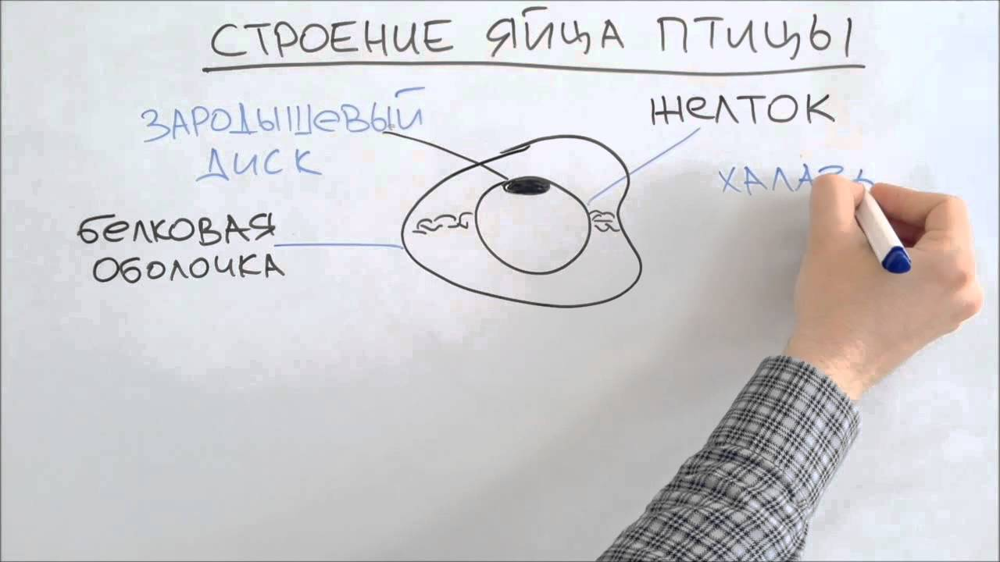 СТРОЕНИЕ ЯЙЦА ПТИЦЫ
ЗАРОДЫШЕВЫЙ
ДИСК
ЖЕЛТОК
БЕЛКОВАЯ
ОБОЛОЧКА